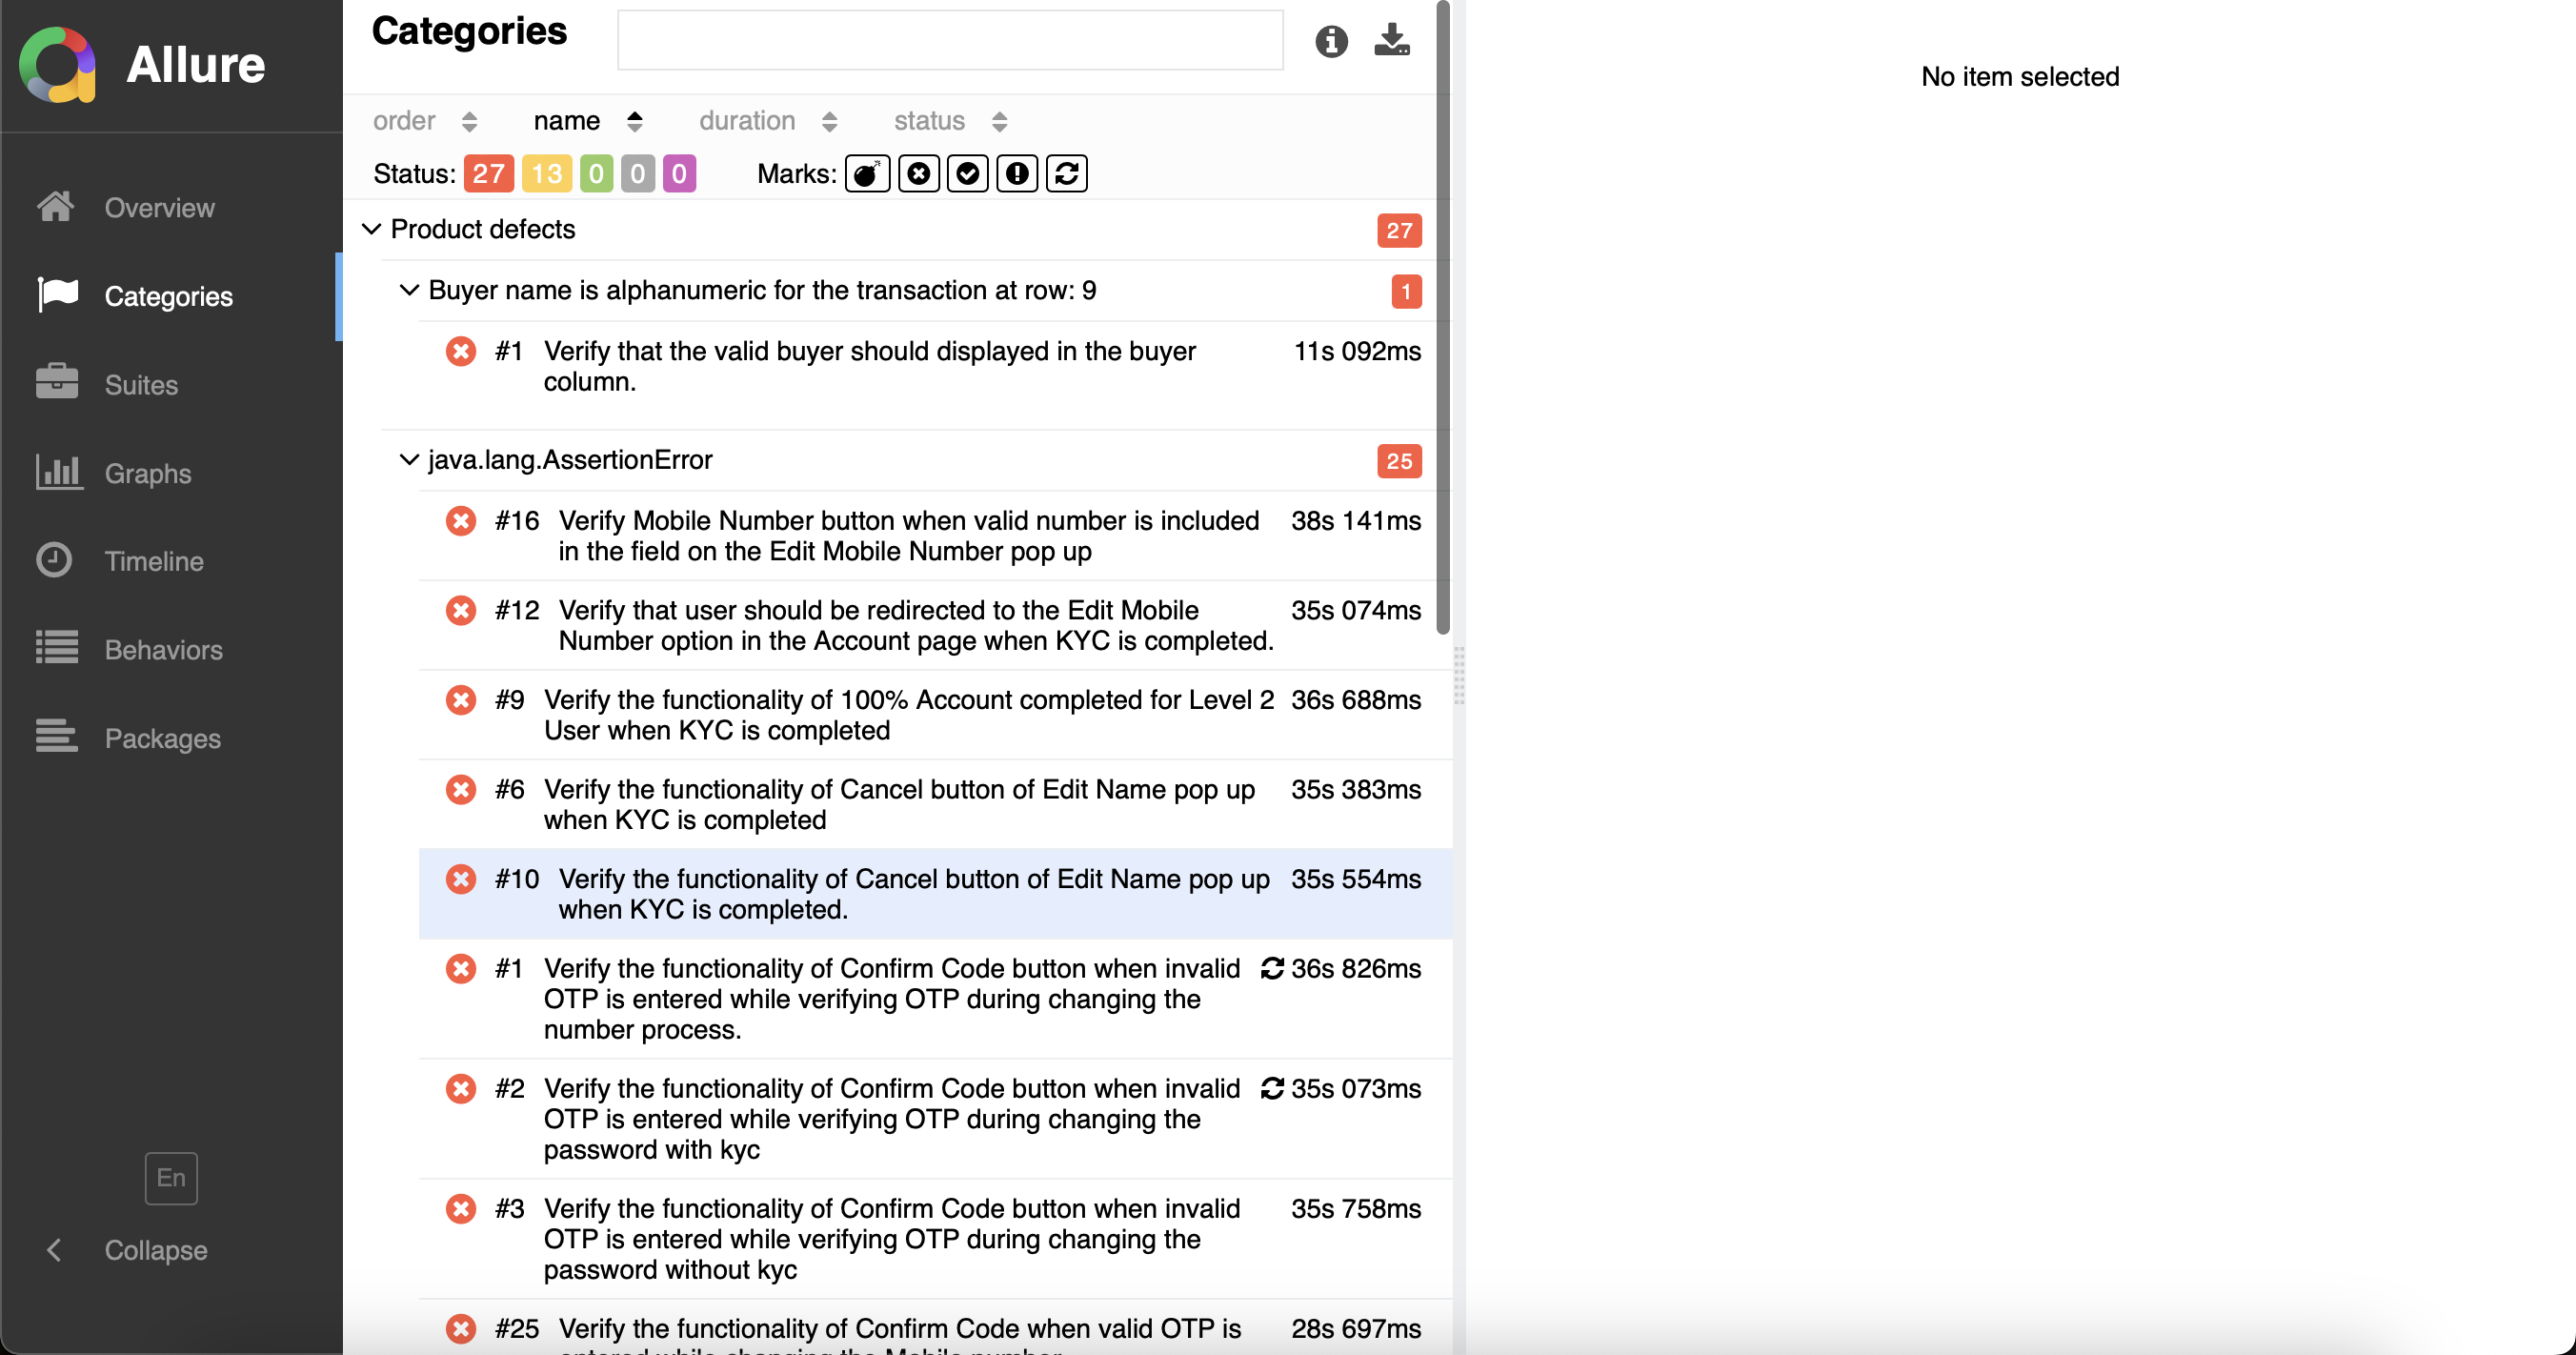 Allure
Overview
Categories
Suites
Graphs
Timeline
Behaviors
Packages
En
Collapse
Categories
order name duration status
Status: 27 13 0 0 0 Marks:
Product defects 27
Buyer name is alphanumeric for the transaction at row: 9 1
#1 Verify that the valid buyer should displayed in the buyer 11s 092ms
column.
java.lang.AssertionError 25
#16 Verify Mobile Number button when valid number is included 38s 141ms
in the field on the Edit Mobile Number pop up
#12 Verify that user should be redirected to the Edit Mobile 35s 074ms
Number option in the Account page when KYC is completed.
#9 Verify the functionality of 100% Account completed for Level 2 36s 688ms
User when KYC is completed
#6 Verify the functionality of Cancel button of Edit Name pop up 35s 383ms
when KYC is completed
#10 Verify the functionality of Cancel button of Edit Name pop up 35s 554ms
when KYC is completed.
#1 Verify the functionality of Confirm Code button when invalid 36s 826ms
OTP is entered while verifying OTP during changing the
number process.
#2 Verify the functionality of Confirm Code button when invalid 35s 073ms
OTP is entered while verifying OTP during changing the
password with kyc
#3 Verify the functionality of Confirm Code button when invalid 35s 758ms
OTP is entered while verifying OTP during changing the
password without kyc
#25 Verify the functionality of Confirm Code when valid OTP is 28s 697ms
entered while changing the Mobile number
No item selected